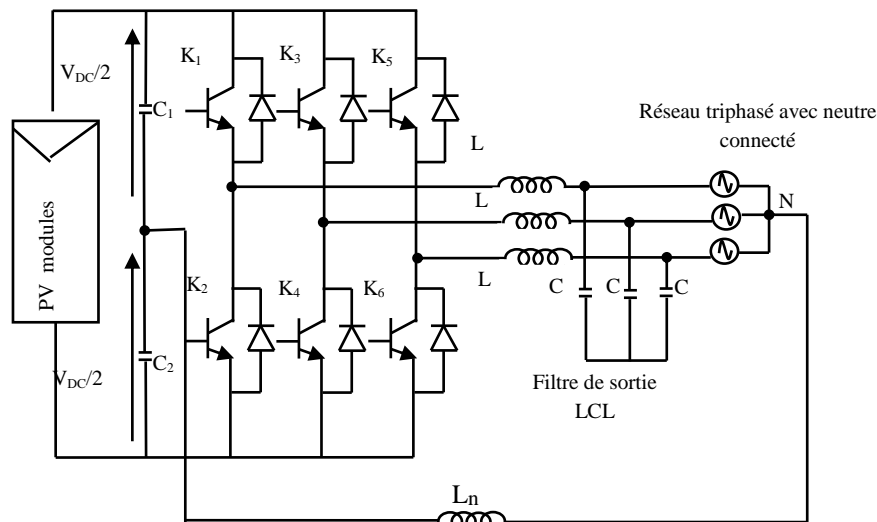 V_DC/2
K₁
K₃
K₅
C₁
PV modules
Réseau triphasé avec neutre
connecté
L
L
L
N
K₂
K₄
K₆
C
C
C
C₂
V_DC/2
Filtre de sortie
LCL
Ln